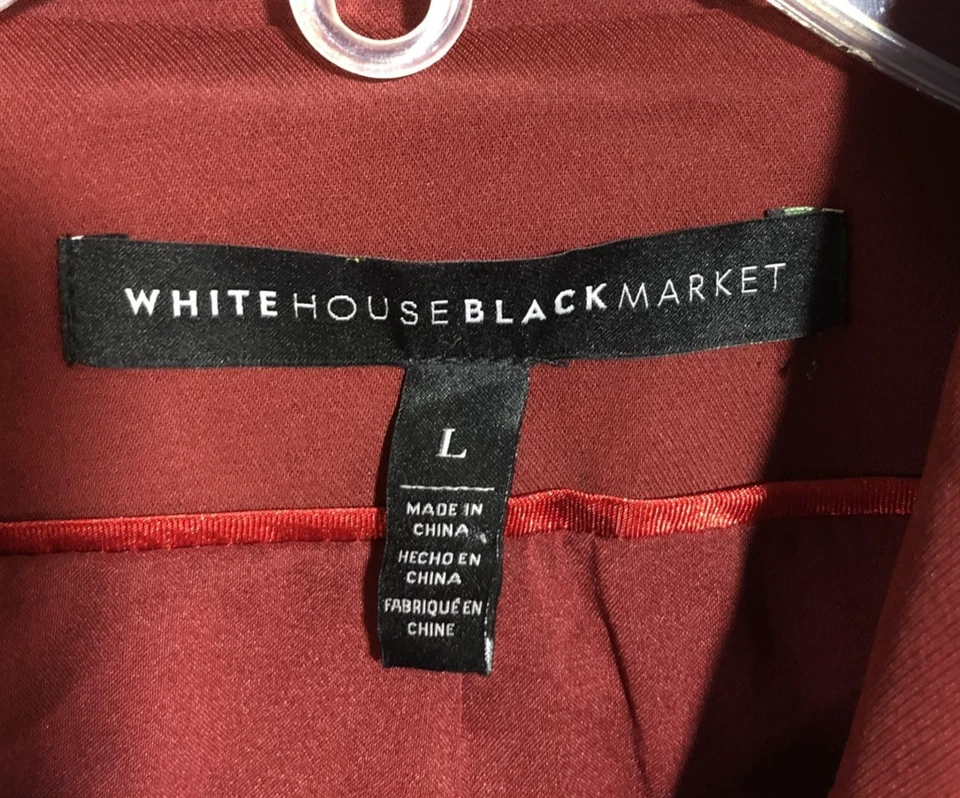 WHITEHOUSEBLACKMARKET
L
MADE IN
CHINA
HECHO EN
CHINA
FABRIQUÉ EN
CHINE